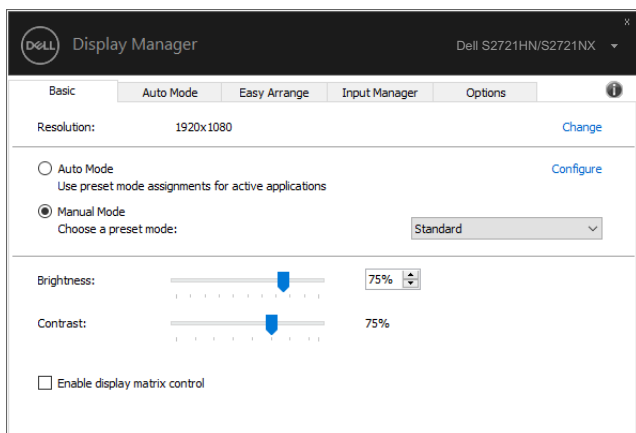 x
DELL Display Manager Dell S2721HN/S2721NX
Basic Auto Mode Easy Arrange Input Manager Options i
Resolution: 1920x1080 Change
Auto Mode Configure
Use preset mode assignments for active applications
Manual Mode
Choose a preset mode: Standard
Brightness: 75%
Contrast: 75%
Enable display matrix control